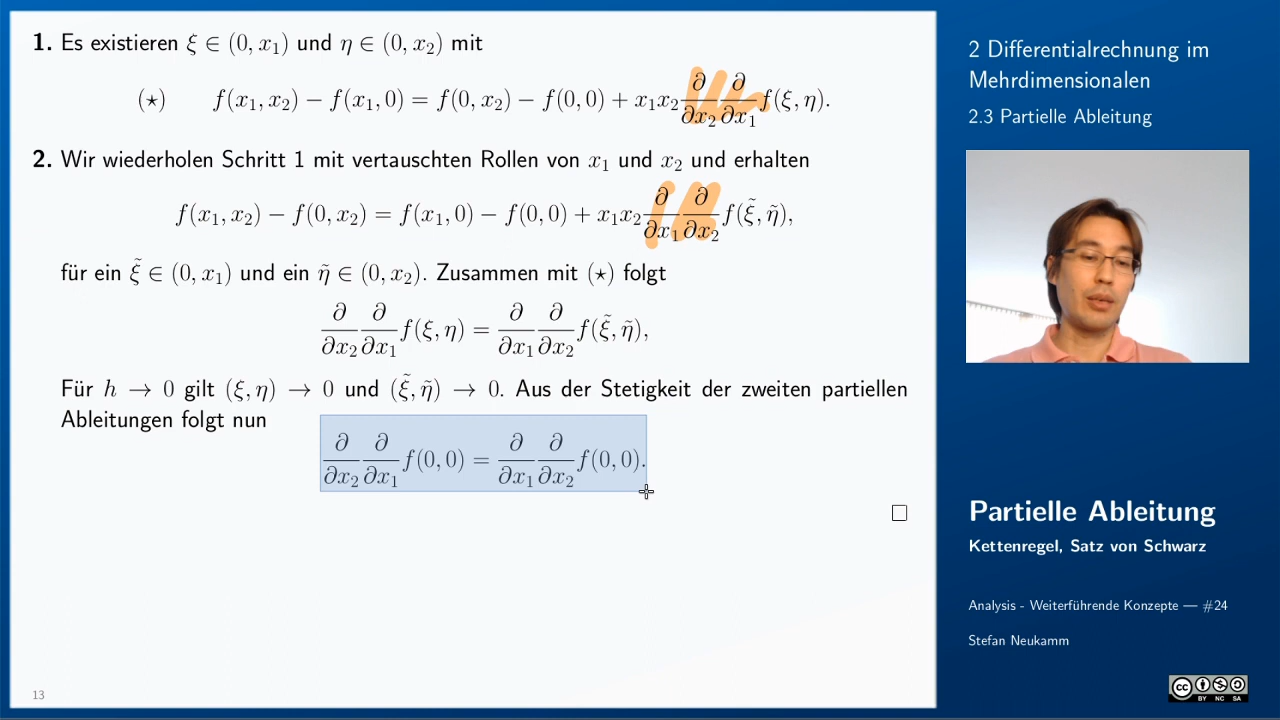 1. Es existieren ξ ∈ (0, x₁) und η ∈ (0, x₂) mit
(⋆) f(x₁, x₂) − f(x₁, 0) = f(0, x₂) − f(0, 0) + x₁x₂ ∂/∂x₂ ∂/∂x₁ f(ξ, η).
2. Wir wiederholen Schritt 1 mit vertauschten Rollen von x₁ und x₂ und erhalten
f(x₁, x₂) − f(0, x₂) = f(x₁, 0) − f(0, 0) + x₁x₂ ∂/∂x₁ ∂/∂x₂ f(ξ̃, η̃),
für ein ξ̃ ∈ (0, x₁) und ein η̃ ∈ (0, x₂). Zusammen mit (⋆) folgt
∂/∂x₂ ∂/∂x₁ f(ξ, η) = ∂/∂x₁ ∂/∂x₂ f(ξ̃, η̃),
Für h → 0 gilt (ξ, η) → 0 und (ξ̃, η̃) → 0. Aus der Stetigkeit der zweiten partiellen
Ableitungen folgt nun
∂/∂x₂ ∂/∂x₁ f(0, 0) = ∂/∂x₁ ∂/∂x₂ f(0, 0).
□
13
2 Differentialrechnung im
Mehrdimensionalen
2.3 Partielle Ableitung
Partielle Ableitung
Kettenregel, Satz von Schwarz
Analysis - Weiterführende Konzepte — #24
Stefan Neukamm
cc
BY NC SA